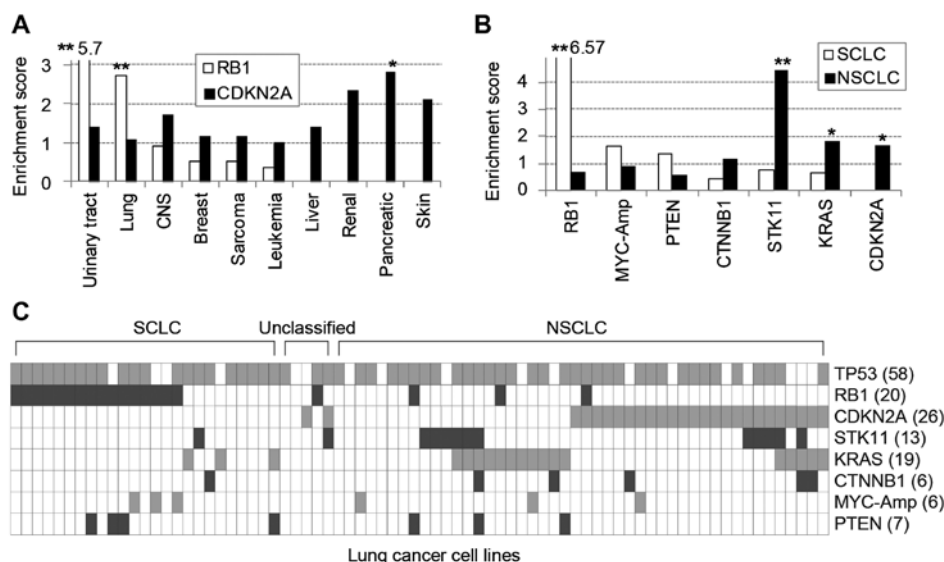 A
Enrichment score
** 5.7
**
*
3
2
1
0
RB1
CDKN2A
Urinary tract
Lung
CNS
Breast
Sarcoma
Leukemia
Liver
Renal
Pancreatic
Skin
B
Enrichment score
**6.57
**
*
*
4
3
2
1
0
SCLC
NSCLC
RB1
MYC-Amp
PTEN
CTNNB1
STK11
KRAS
CDKN2A
C
SCLC
Unclassified
NSCLC
TP53 (58)
RB1 (20)
CDKN2A (26)
STK11 (13)
KRAS (19)
CTNNB1 (6)
MYC-Amp (6)
PTEN (7)
Lung cancer cell lines